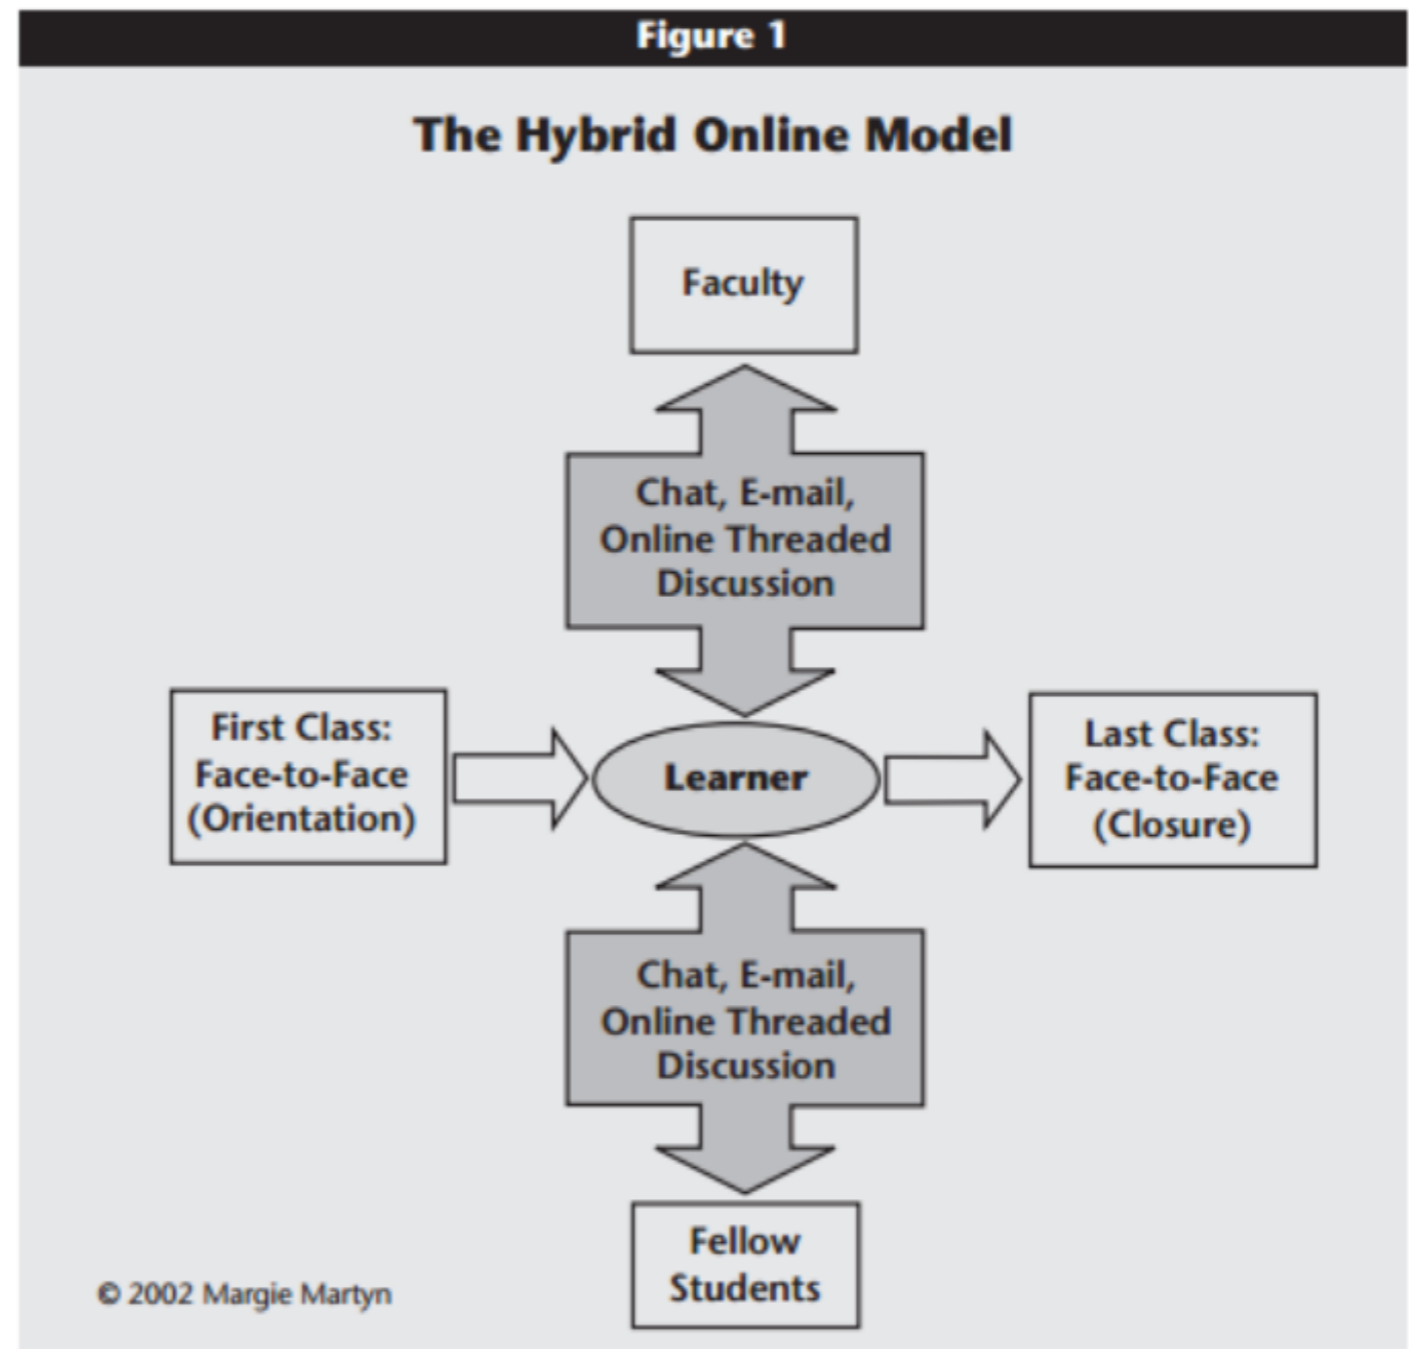 Figure 1
The Hybrid Online Model
Faculty
Chat, E-mail,
Online Threaded
Discussion
First Class:
Face-to-Face
(Orientation)
Learner
Last Class:
Face-to-Face
(Closure)
Chat, E-mail,
Online Threaded
Discussion
Fellow
Students
© 2002 Margie Martyn